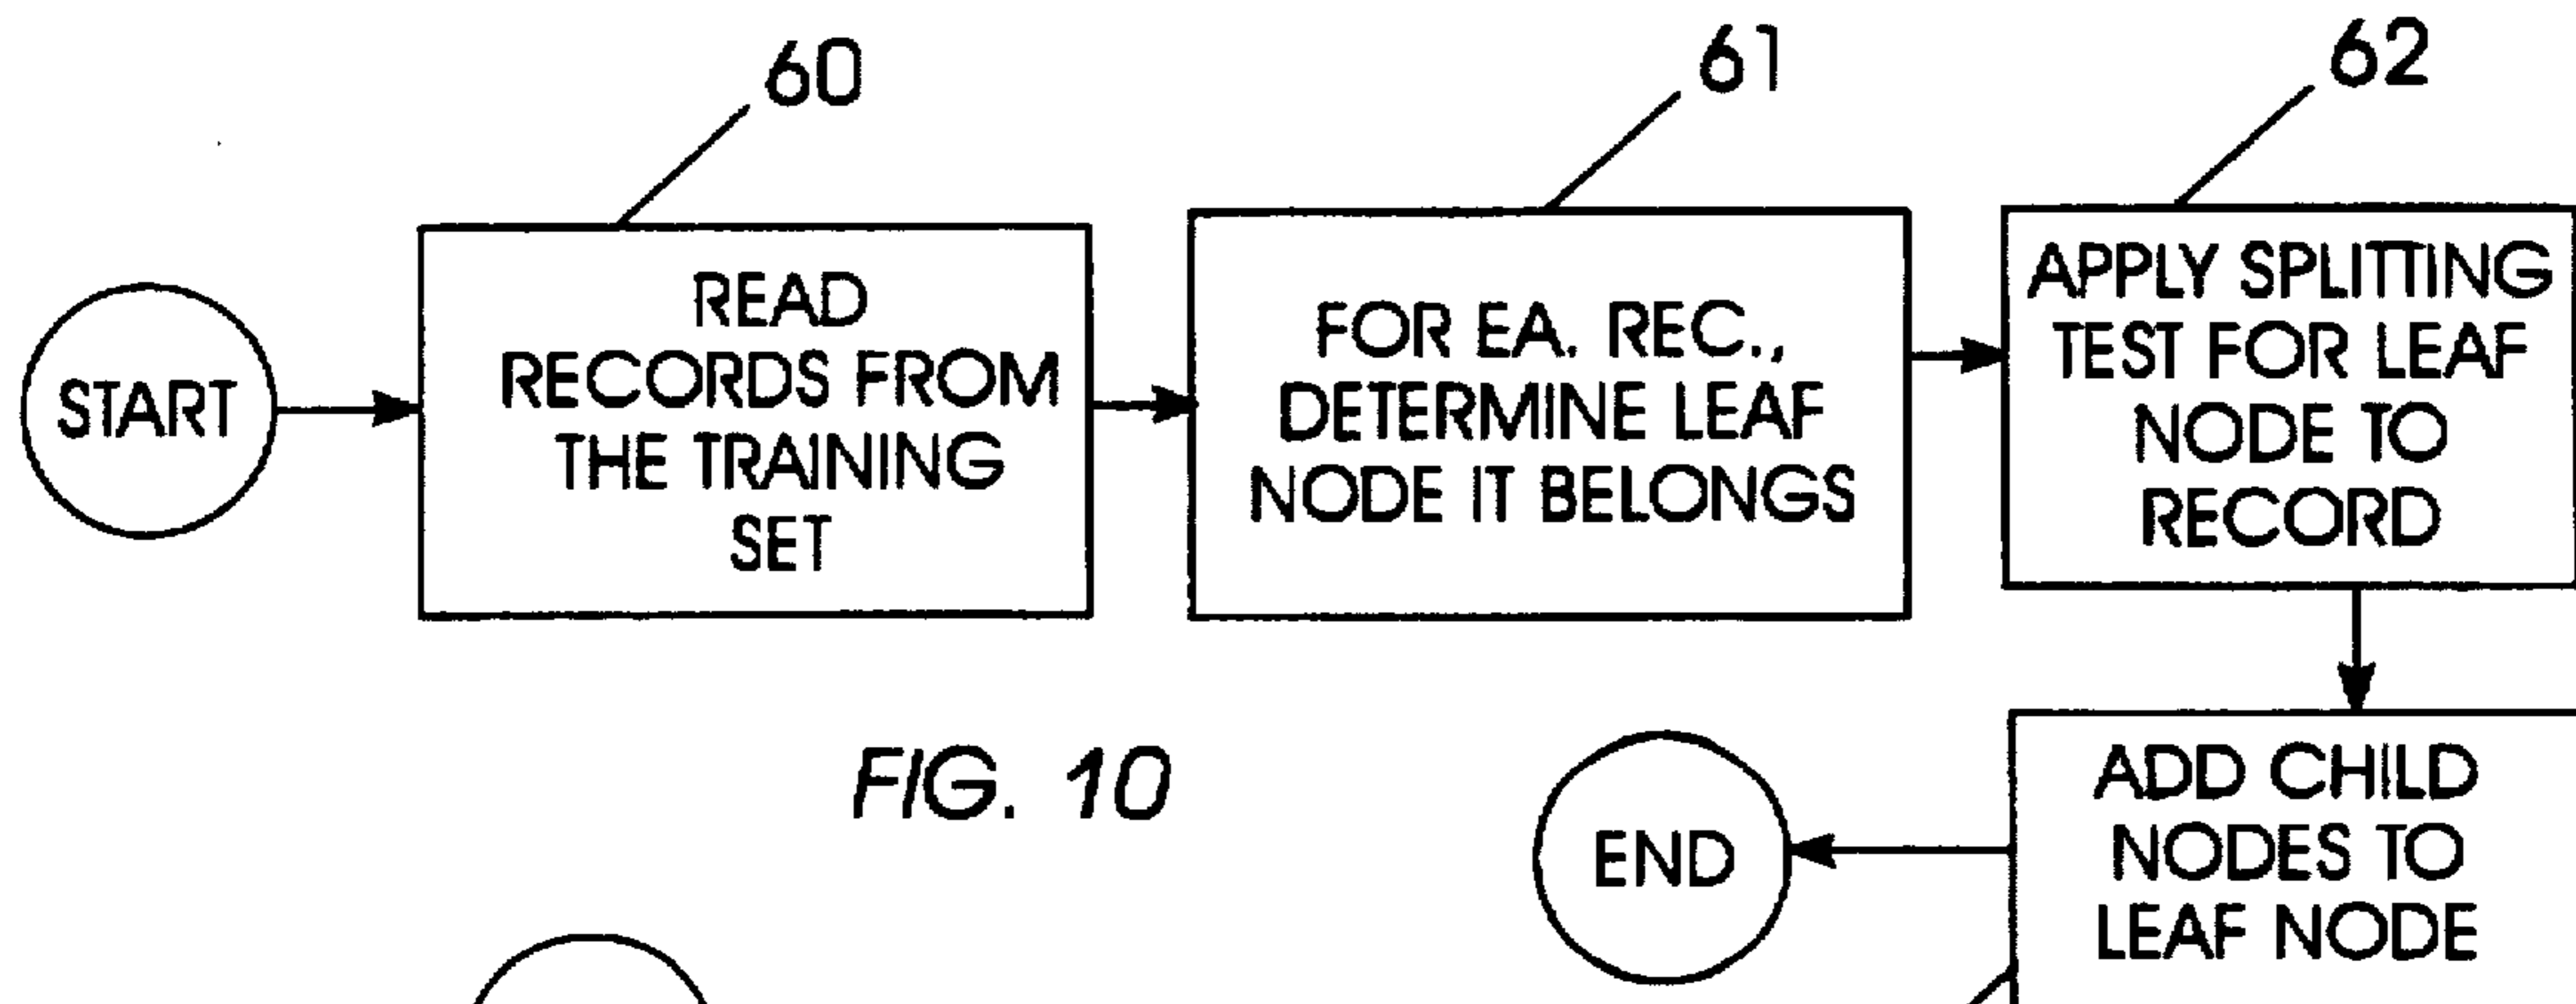 60
61
62
START
READ
RECORDS FROM
THE TRAINING
SET
FOR EA. REC.,
DETERMINE LEAF
NODE IT BELONGS
APPLY SPLITTING
TEST FOR LEAF
NODE TO
RECORD
FIG. 10
END
ADD CHILD
NODES TO
LEAF NODE